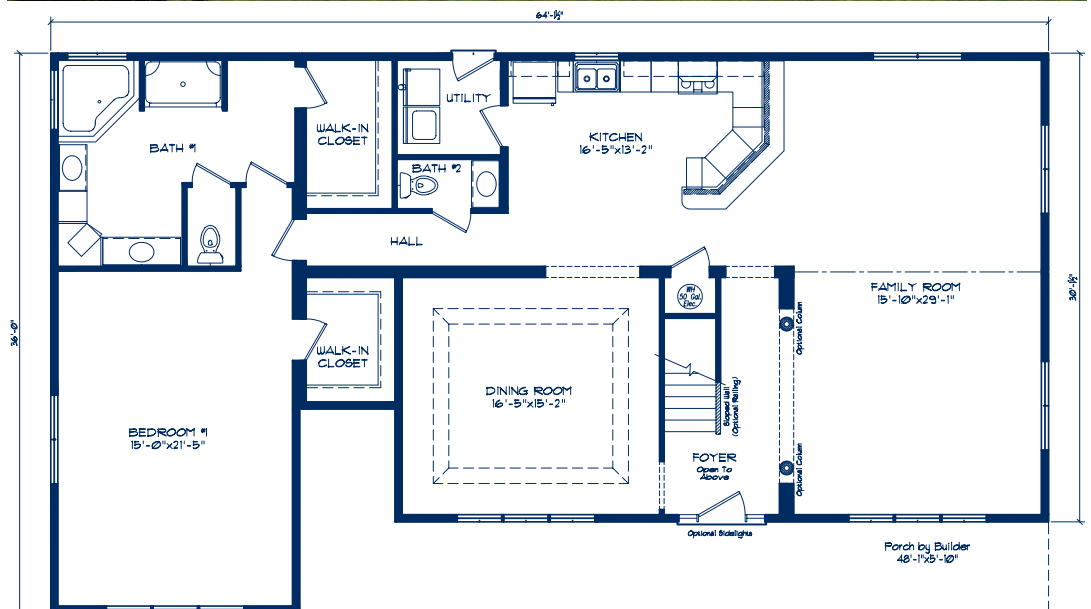 64'-1½"
UTILITY
WALK-IN
CLOSET
KITCHEN
16'-5"x13'-2"
BATH #1
BATH #2
HALL
36'-0"
30'-1½"
WH
50 Gal.
Elec.
FAMILY ROOM
15'-10"x29'-1"
Optional Column
WALK-IN
CLOSET
DINING ROOM
16'-5"x15'-2"
Sloped Wall
(Optional Railing)
BEDROOM #1
15'-0"x21'-5"
FOYER
Open To
Above
Optional Column
Optional Sidelights
Porch by Builder
48'-1"x5'-10"